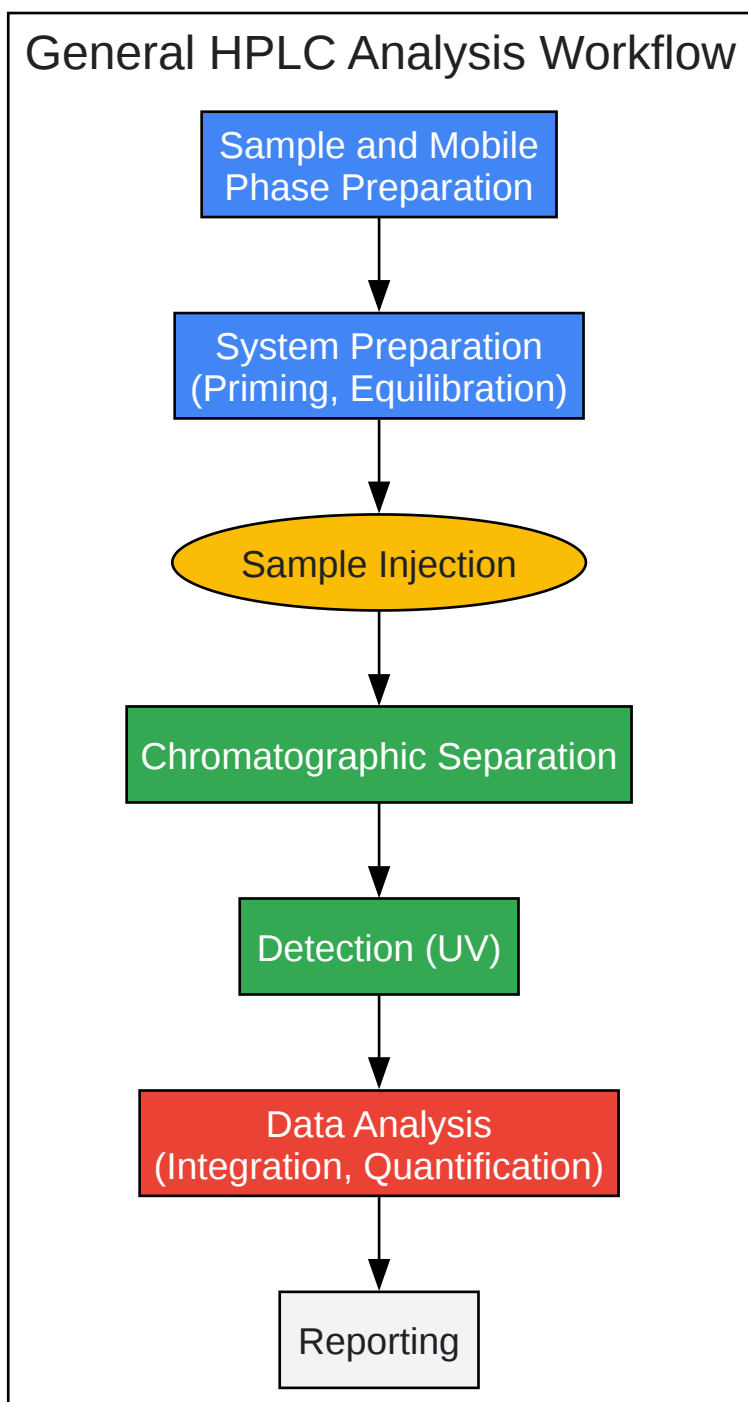 General HPLC Analysis Workflow
Sample and Mobile
Phase Preparation
System Preparation
(Priming, Equilibration)
Sample Injection
Chromatographic Separation
Detection (UV)
Data Analysis
(Integration, Quantification)
Reporting